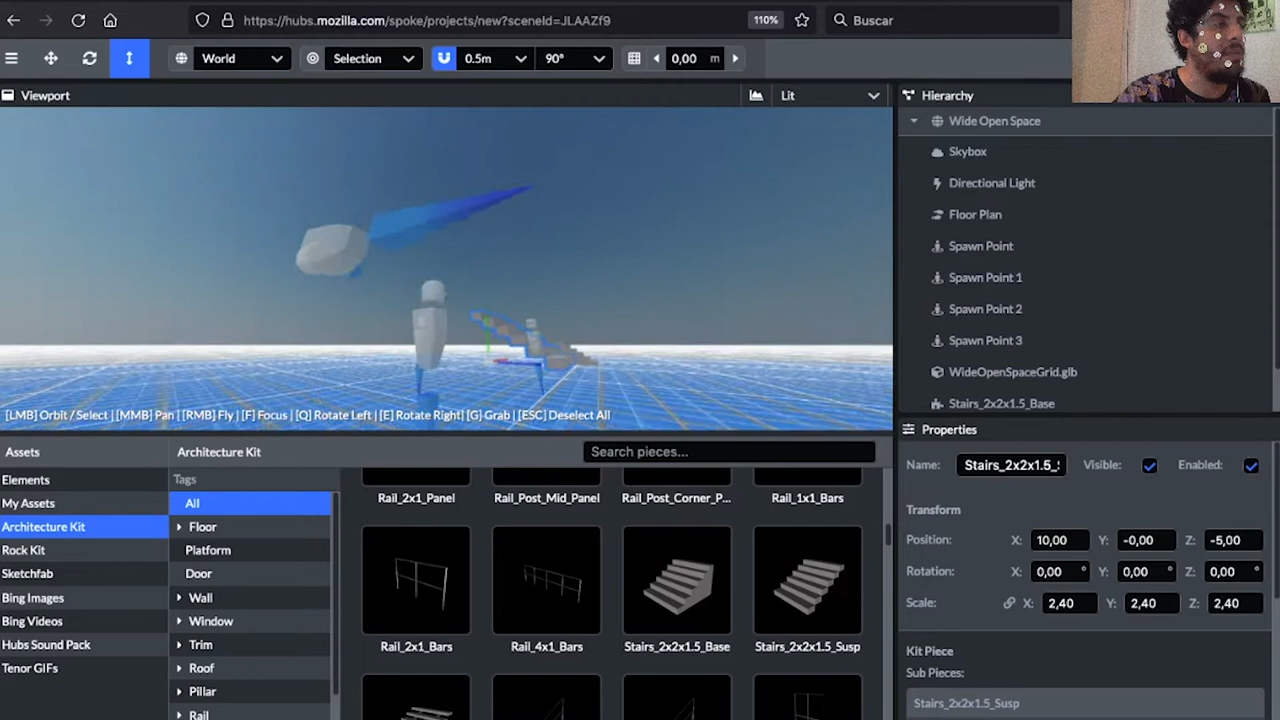 https://hubs.mozilla.com/spoke/projects/new?sceneId=JLAAZf9
110%
Buscar
World
Selection
0.5m
90°
0,00 m
Viewport
Lit
Hierarchy
Wide Open Space
Skybox
Directional Light
Floor Plan
Spawn Point
Spawn Point 1
Spawn Point 2
Spawn Point 3
WideOpenSpaceGrid.glb
Stairs_2x2x1.5_Base
[LMB] Orbit / Select | [MMB] Pan | [RMB] Fly | [F] Focus | [Q] Rotate Left | [E] Rotate Right| [G] Grab | [ESC] Deselect All
Assets
Elements
My Assets
Architecture Kit
Rock Kit
Sketchfab
Bing Images
Bing Videos
Hubs Sound Pack
Tenor GIFs
Architecture Kit
Search pieces...
Tags
All
Floor
Platform
Door
Wall
Window
Trim
Roof
Pillar
Rail
Rail_2x1_Panel
Rail_Post_Mid_Panel
Rail_Post_Corner_P...
Rail_1x1_Bars
Rail_2x1_Bars
Rail_4x1_Bars
Stairs_2x2x1.5_Base
Stairs_2x2x1.5_Susp
Properties
Name: Stairs_2x2x1.5_ Visible: Enabled:
Transform
Position: X: 10,00 Y: -0,00 Z: -5,00
Rotation: X: 0,00 ° Y: 0,00 ° Z: 0,00 °
Scale: X: 2,40 Y: 2,40 Z: 2,40
Kit Piece
Sub Pieces:
Stairs_2x2x1.5_Susp